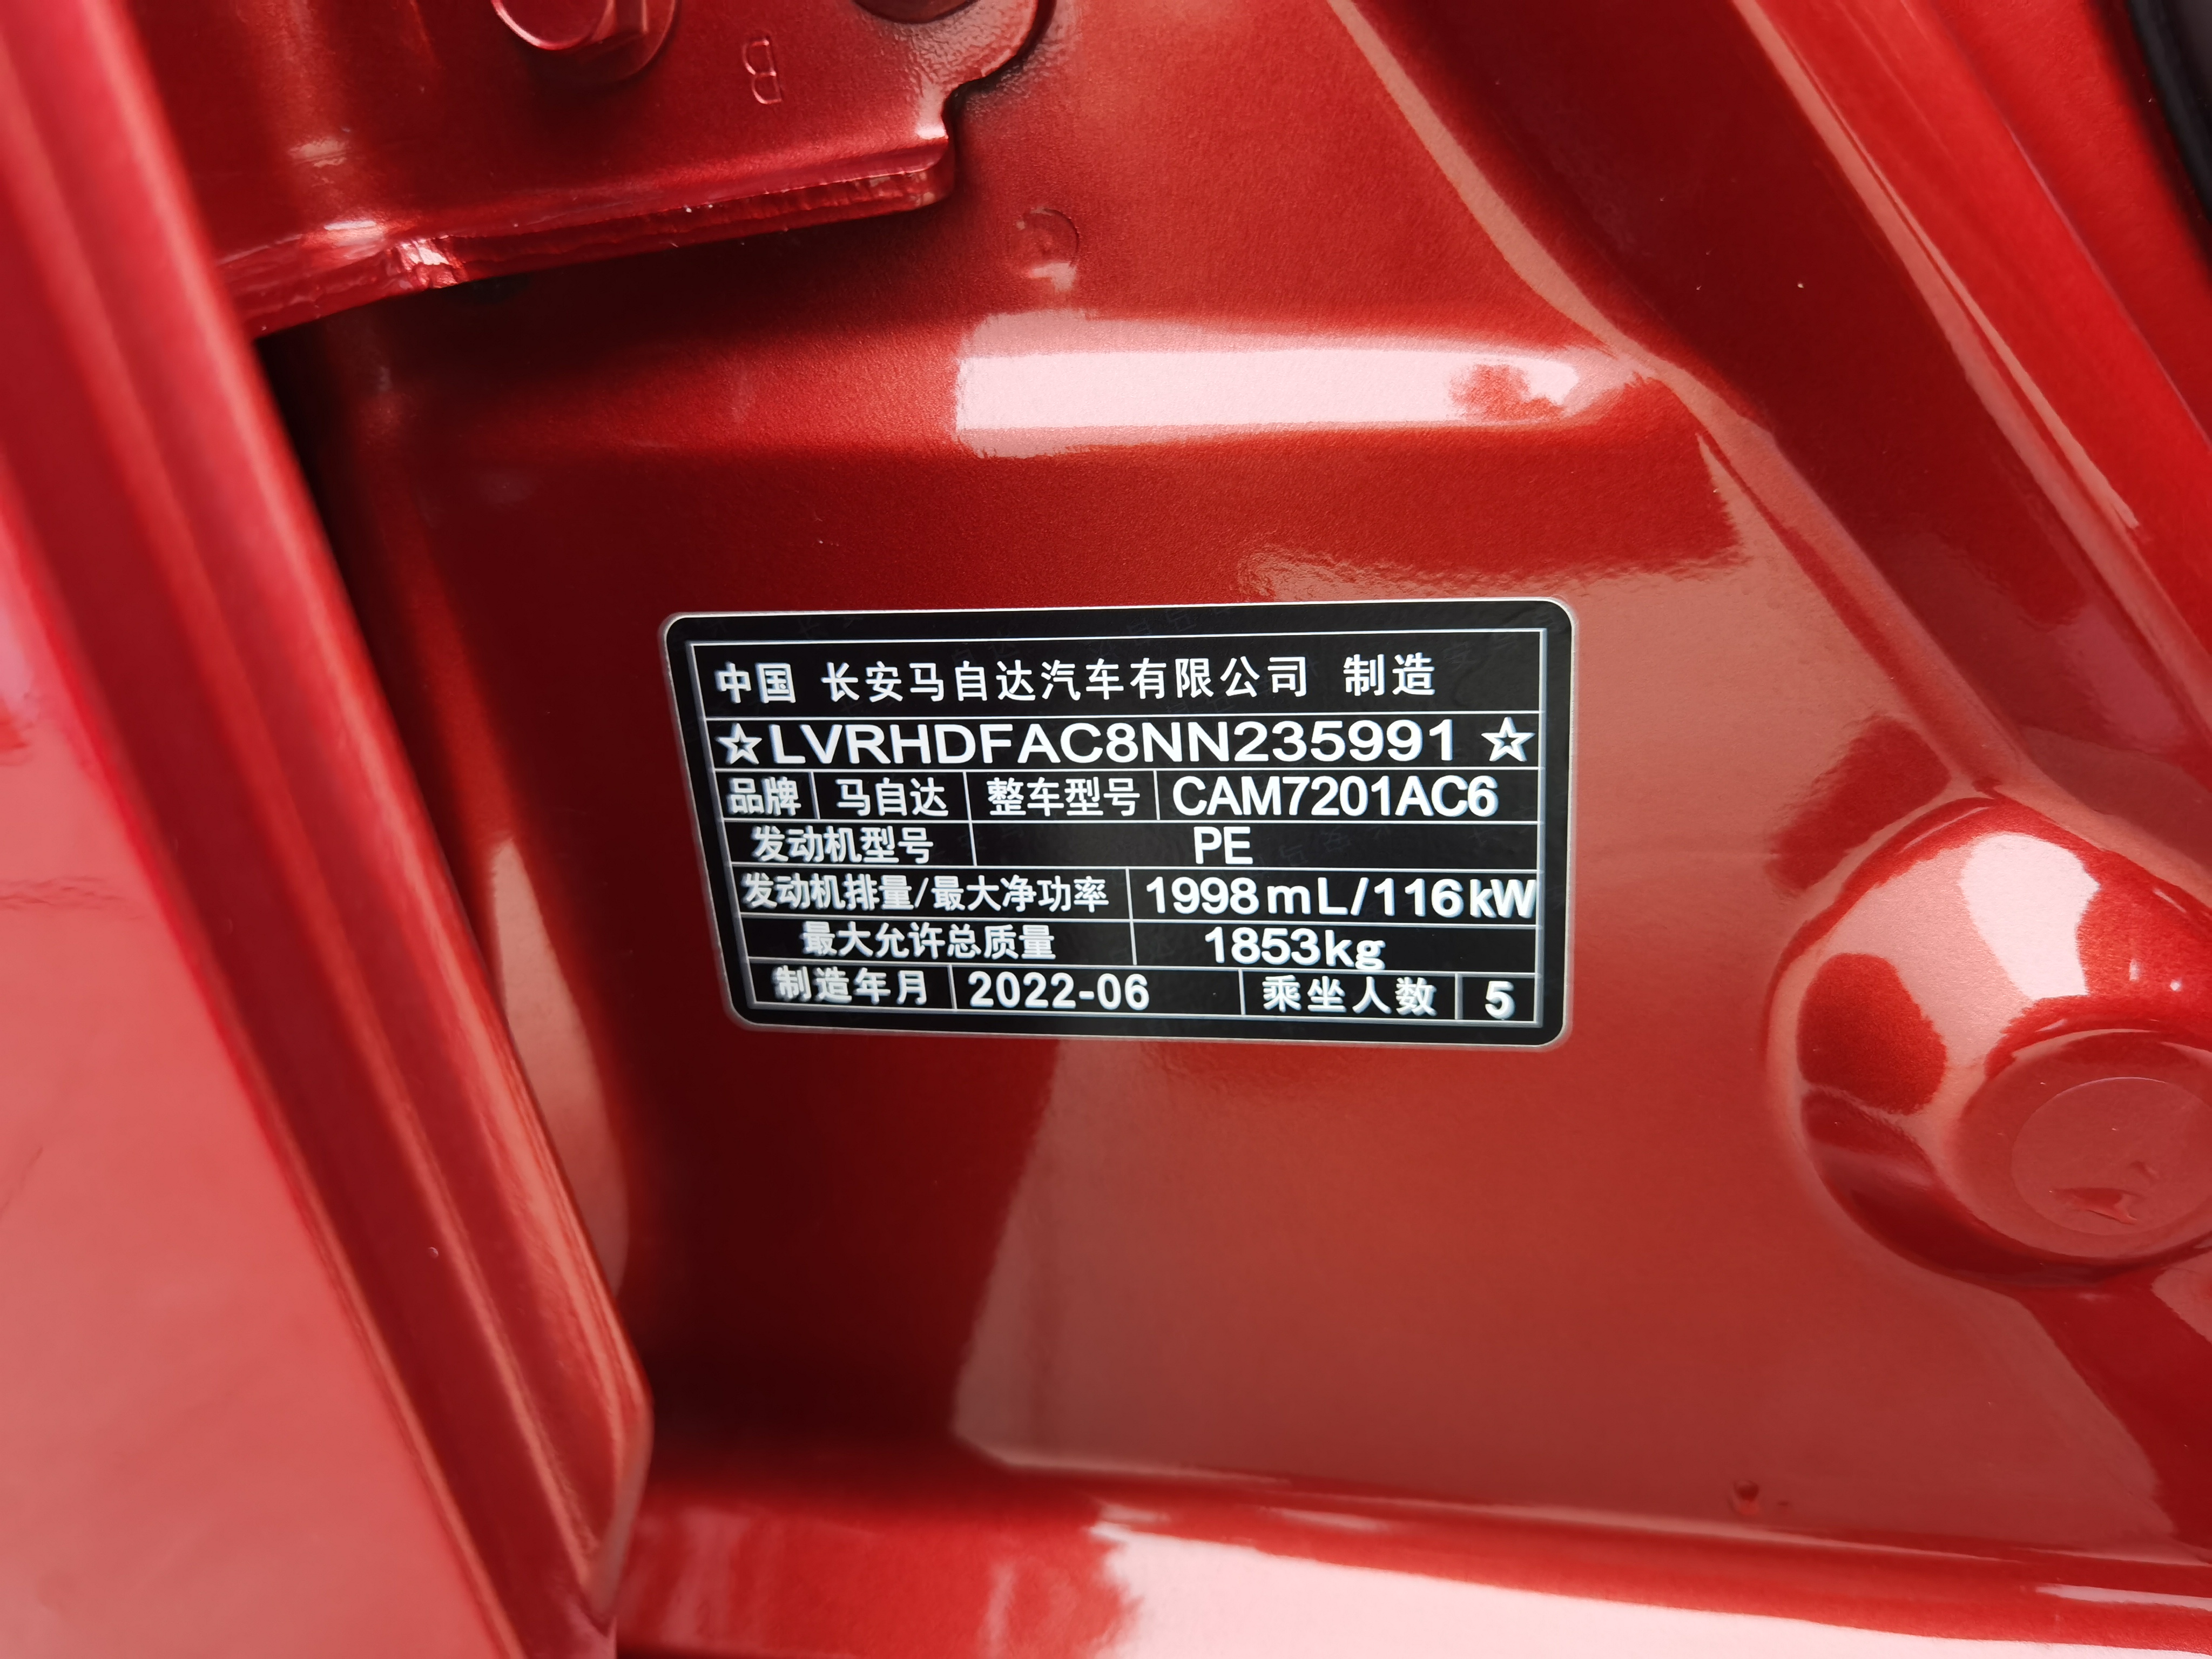 B
中国 长安马自达汽车有限公司 制造
☆LVRHDFAC8NN235991☆
品牌 马自达 整车型号 CAM7201AC6
发动机型号 PE
发动机排量/最大净功率 1998mL/116kW
最大允许总质量 1853kg
制造年月 2022-06 乘坐人数 5